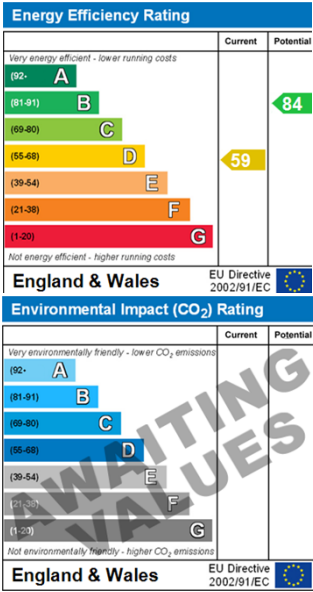 Energy Efficiency Rating
Current Potential
Very energy efficient - lower running costs
(92- A
(81-91) B
84
(69-80) C
(55-68) D
59
(39-54) E
(21-38) F
(1-20) G
Not energy efficient - higher running costs
England & Wales
EU Directive
2002/91/EC
Environmental Impact (CO2) Rating
Current Potential
Very environmentally friendly - lower CO2 emissions
(92- A
(81-91) B
(69-80) C
(55-68) D
(39-54) E
(21-38) F
(1-20) G
AWAITING
VALUES
Not environmentally friendly - higher CO2 emissions
England & Wales
EU Directive
2002/91/EC